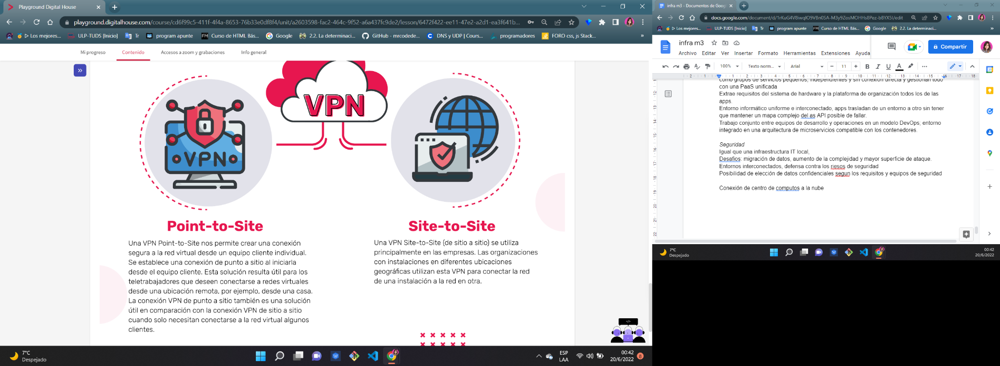 Playground Digital House
playground.digitalhouse.com/course/cd6f99c5-411f-4f4a-8653-76b33e0df8f4/unit/a2603598-fac2-464c-9f52-a6a437fc9de2/lesson/6472f422-ee11-47e2-a2d1-ea3f641b...
Los mejores...
ULP-TUDS [Inicio]
Tr
program apunte
FM
Curso de HTML Bás...
Google
2.2. La determinaci...
GitHub - mrcodede...
C
DNS y UDP | Cours...
programadores
FORO css, js Stack...
»
Mi progreso
Contenido
Accesos a zoom y grabaciones
Info general
»
VPN
VPN
Point-to-Site
Una VPN Point-to-Site nos permite crear una conexión
segura a la red virtual desde un equipo cliente individual.
Se establece una conexión de punto a sitio al iniciarla
desde el equipo cliente. Esta solución resulta útil para los
teletrabajadores que deseen conectarse a redes virtuales
desde una ubicación remota, por ejemplo, desde una casa.
La conexión VPN de punto a sitio también es una solución
útil en comparación con la conexión VPN de sitio a sitio
cuando solo necesitan conectarse a la red virtual algunos
clientes.
Site-to-Site
Una VPN Site-to-Site (de sitio a sitio) se utiliza
principalmente en las empresas. Las organizaciones
con instalaciones en diferentes ubicaciones
geográficas utilizan esta VPN para conectar la red
de una instalación a la red en otra.
</>
7°C
Despejado
ESP
LAA
00:42
20/6/2022
8
infra m3 - Documentos de Goog
docs.google.com/document/d/1rKuG4V8iwqIO9VBn0SA-M3y9ZosMOHHs8Pez-bBYX5I/edit
Los mejores...
ULP-TUDS [Inicio]
Tr
program apunte
FM
Curso de HTML Bás...
Google
2.2. La determinaci...
»
infra m3
Archivo Editar Ver Insertar Formato Herramientas Extensiones Ayuda
Compartir
100%
Texto norm...
Arial
11
B I U A
como grupos de servicios pequeños, independientes y sin conexión directa y gestionan todo
con una PaaS unificada
Extrae requisitos del sistema de hardware y la plataforma de organización todos los de las
apps.
Entorno informático uniforme e interconectado, apps trasladan de un entorno a otro sin tener
que mantener un mapa complejo del as API posible de fallar.
Trabajo conjunto entre equipos de desarrollo y operaciones en un modelo DevOps; entorno
integrado en una arquitectura de microservicios compatible con los contenedores.
Seguridad
Igual que una infraestructura IT local,
Desafios: migración de datos, aumento de la complejidad y mayor superficie de ataque.
Entornos interconectados, defensa contra los riesos de seguridad
Posibilidad de elección de datos confidenciales segun los requisitos y equipos de seguridad
Conexión de centro de computos a la nube
7°C
Despejado
00:42
20/6/2022